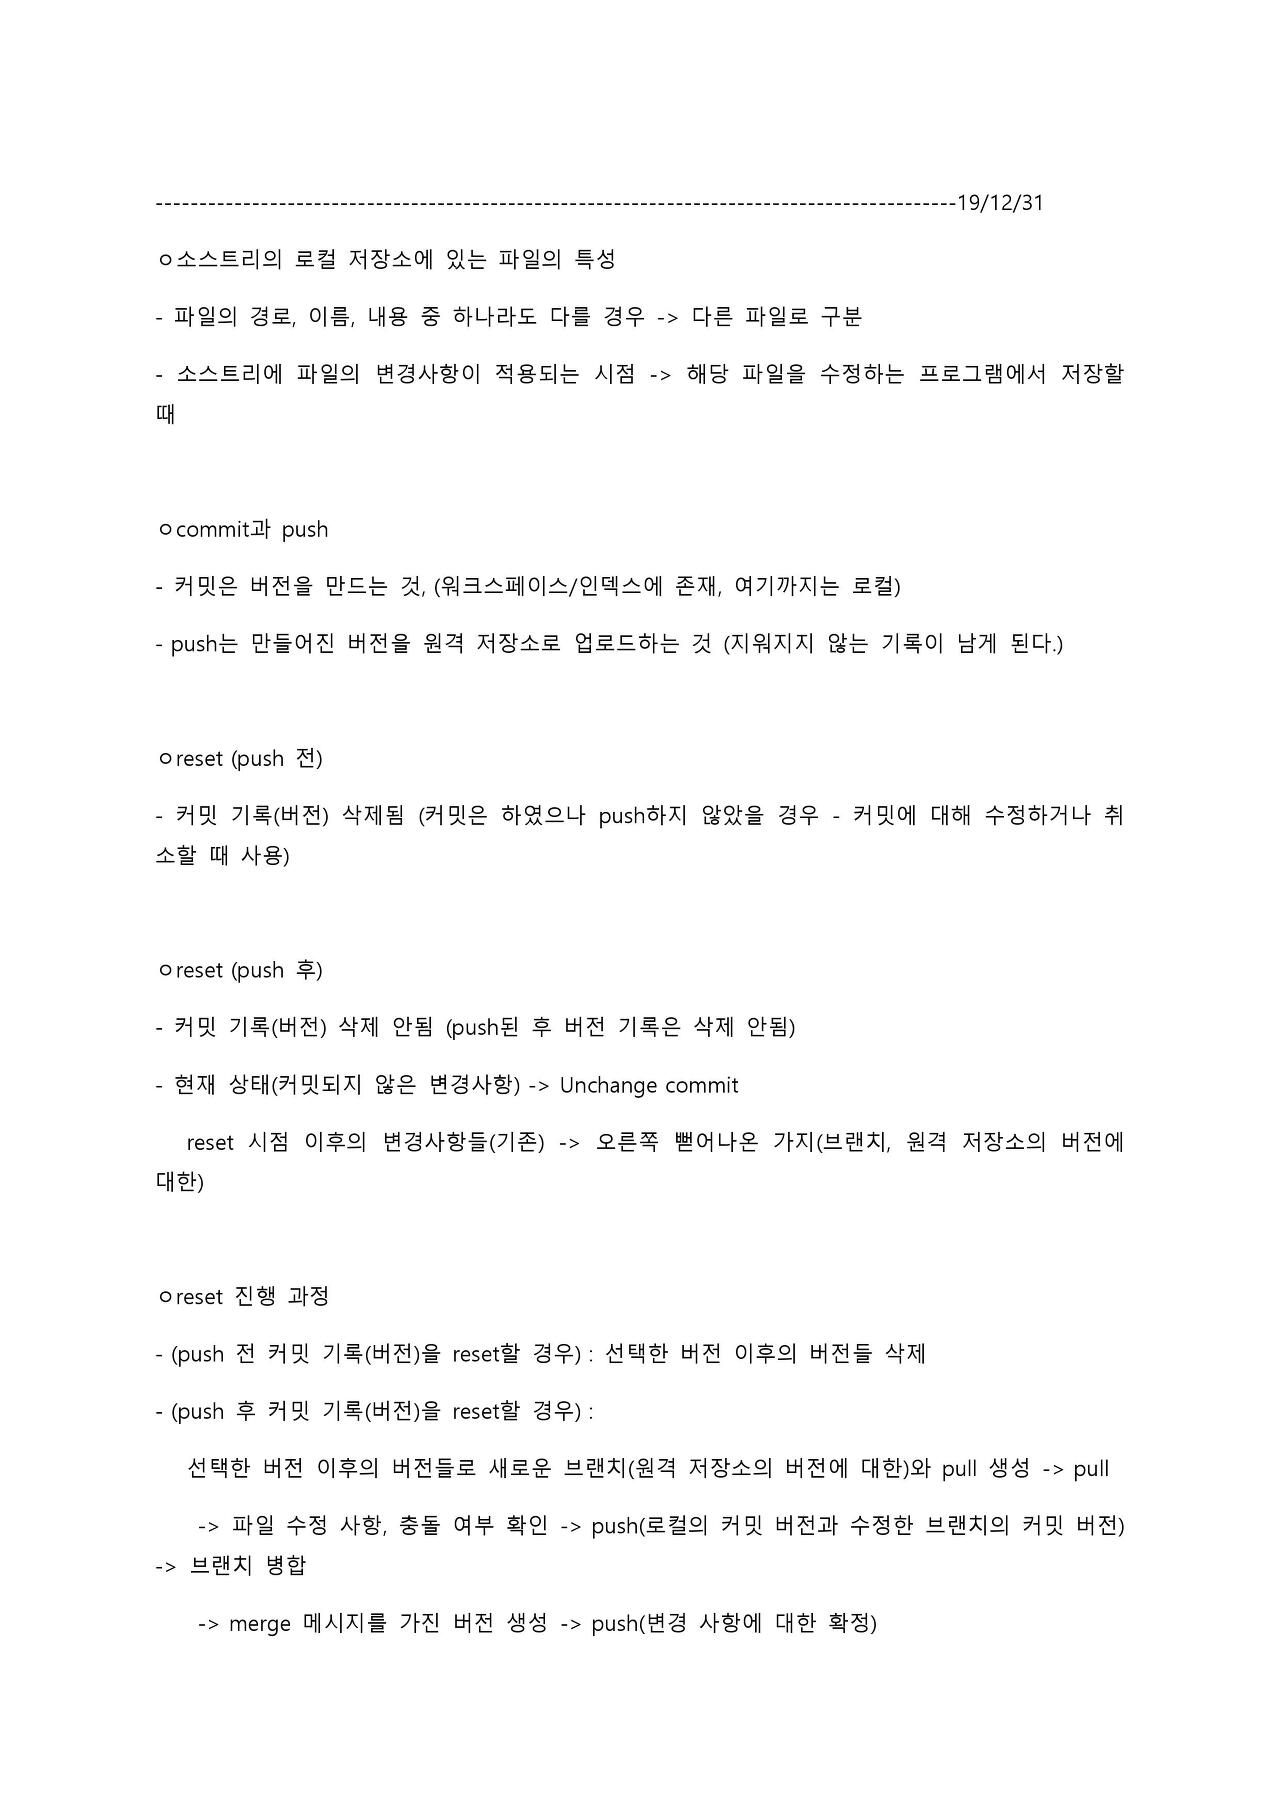 --------------------------------------------------------------------------------------------19/12/31
ㅇ소스트리의 로컬 저장소에 있는 파일의 특성
- 파일의 경로, 이름, 내용 중 하나라도 다를 경우 -> 다른 파일로 구분
- 소스트리에 파일의 변경사항이 적용되는 시점 -> 해당 파일을 수정하는 프로그램에서 저장할
때
ㅇcommit과 push
- 커밋은 버전을 만드는 것, (워크스페이스/인덱스에 존재, 여기까지는 로컬)
- push는 만들어진 버전을 원격 저장소로 업로드하는 것 (지워지지 않는 기록이 남게 된다.)
ㅇreset (push 전)
- 커밋 기록(버전) 삭제됨 (커밋은 하였으나 push하지 않았을 경우 - 커밋에 대해 수정하거나 취
소할 때 사용)
ㅇreset (push 후)
- 커밋 기록(버전) 삭제 안됨 (push된 후 버전 기록은 삭제 안됨)
- 현재 상태(커밋되지 않은 변경사항) -> Unchange commit
reset 시점 이후의 변경사항들(기존) -> 오른쪽 뻗어나온 가지(브랜치, 원격 저장소의 버전에
대한)
ㅇreset 진행 과정
- (push 전 커밋 기록(버전)을 reset할 경우) : 선택한 버전 이후의 버전들 삭제
- (push 후 커밋 기록(버전)을 reset할 경우) :
선택한 버전 이후의 버전들로 새로운 브랜치(원격 저장소의 버전에 대한)와 pull 생성 -> pull
-> 파일 수정 사항, 충돌 여부 확인 -> push(로컬의 커밋 버전과 수정한 브랜치의 커밋 버전)
-> 브랜치 병합
-> merge 메시지를 가진 버전 생성 -> push(변경 사항에 대한 확정)